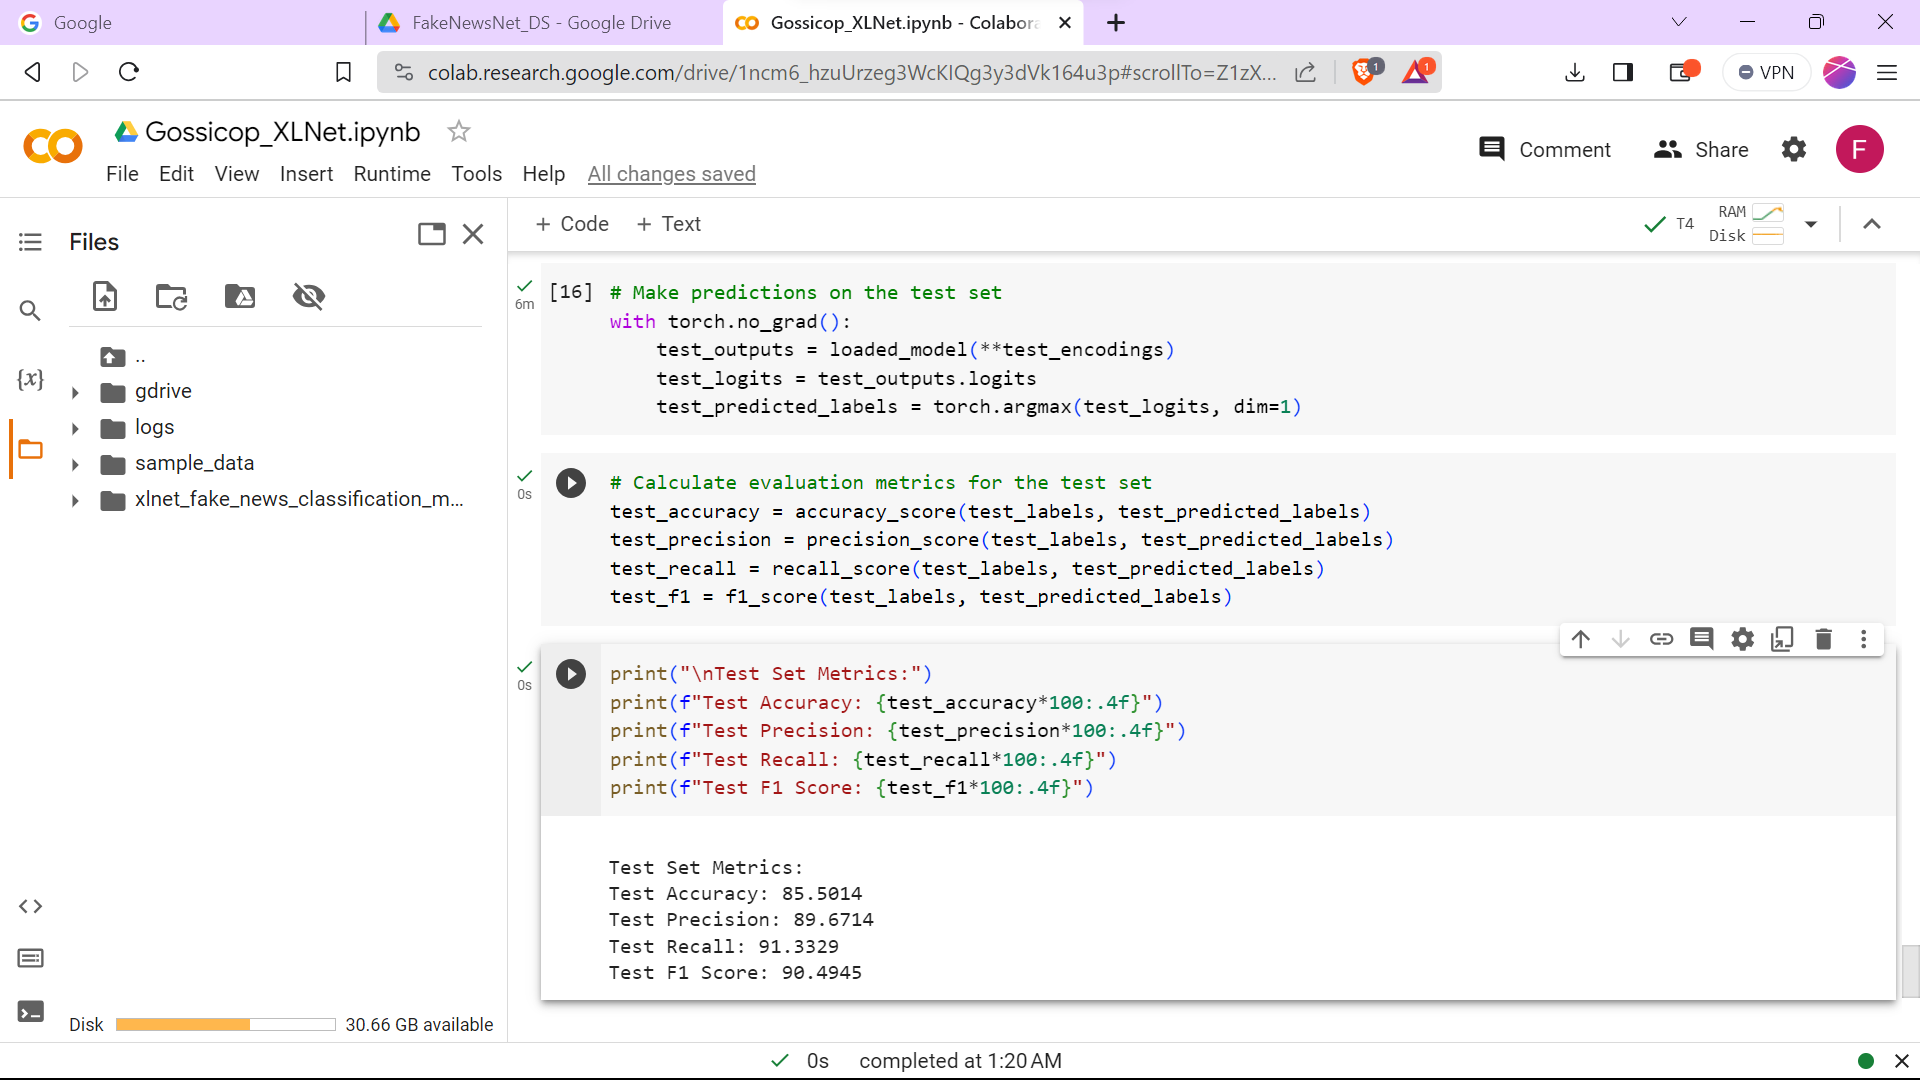 Google
FakeNewsNet_DS - Google Drive
Gossicop_XLNet.ipynb - Colabora
colab.research.google.com/drive/1ncm6_hzuUrzeg3WcKIQg3y3dVk164u3p#scrollTo=Z1zX...
1
1
VPN
Gossicop_XLNet.ipynb
File Edit View Insert Runtime Tools Help All changes saved
Comment
Share
F
Files
+ Code + Text
T4
RAM
Disk
..
gdrive
logs
sample_data
xlnet_fake_news_classification_m...
{x}
6m
[16] # Make predictions on the test set
with torch.no_grad():
test_outputs = loaded_model(**test_encodings)
test_logits = test_outputs.logits
test_predicted_labels = torch.argmax(test_logits, dim=1)
0s
# Calculate evaluation metrics for the test set
test_accuracy = accuracy_score(test_labels, test_predicted_labels)
test_precision = precision_score(test_labels, test_predicted_labels)
test_recall = recall_score(test_labels, test_predicted_labels)
test_f1 = f1_score(test_labels, test_predicted_labels)
0s
print("\nTest Set Metrics:")
print(f"Test Accuracy: {test_accuracy*100:.4f}")
print(f"Test Precision: {test_precision*100:.4f}")
print(f"Test Recall: {test_recall*100:.4f}")
print(f"Test F1 Score: {test_f1*100:.4f}")
Test Set Metrics:
Test Accuracy: 85.5014
Test Precision: 89.6714
Test Recall: 91.3329
Test F1 Score: 90.4945
Disk 30.66 GB available
0s completed at 1:20 AM